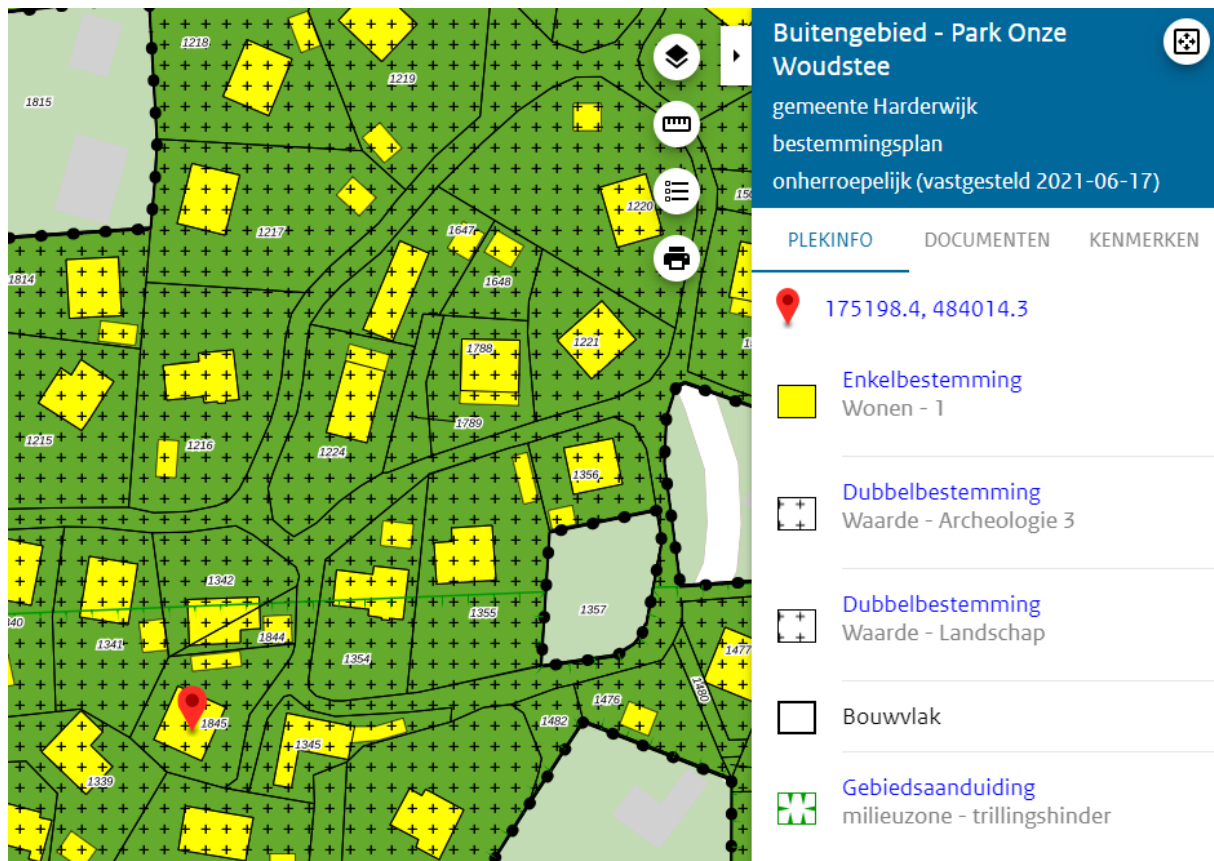 1218
1219
1815
1220
1217
1647
1648
1814
1788
1221
1215
1789
1216
1224
1356
1342
1357
1355
1844
1341
1354
1477
1480
1476
1845
1482
1345
1339
Buitengebied - Park Onze
Woudstee
gemeente Harderwijk
bestemmingsplan
onherroepelijk (vastgesteld 2021-06-17)
PLEKINFO DOCUMENTEN KENMERKEN
175198.4, 484014.3
Enkelbestemming
Wonen - 1
Dubbelbestemming
Waarde - Archeologie 3
Dubbelbestemming
Waarde - Landschap
Bouwvlak
Gebiedsaanduiding
milieuzone - trillingshinder